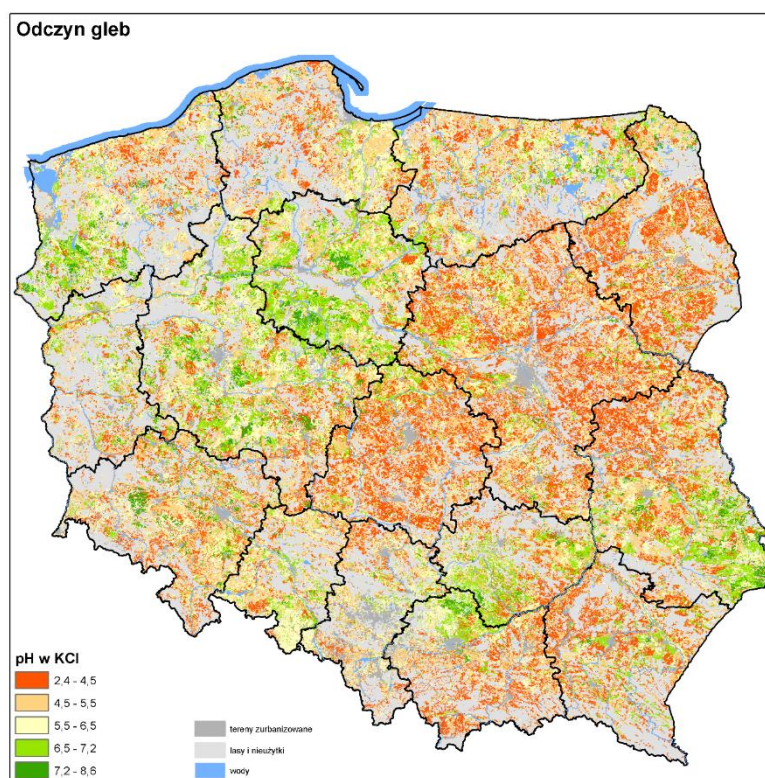 Odczyn gleb
pH w KCl
2,4 - 4,5
4,5 - 5,5
5,5 - 6,5
6,5 - 7,2
7,2 - 8,6
tereny zurbanizowane
lasy i nieużytki
wody